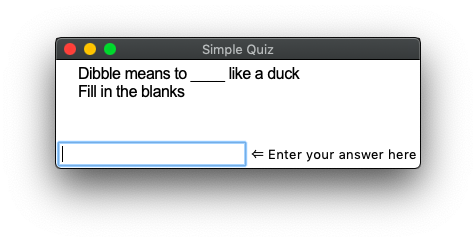 Simple Quiz
Dibble means to ____ like a duck
Fill in the blanks
⇐ Enter your answer here